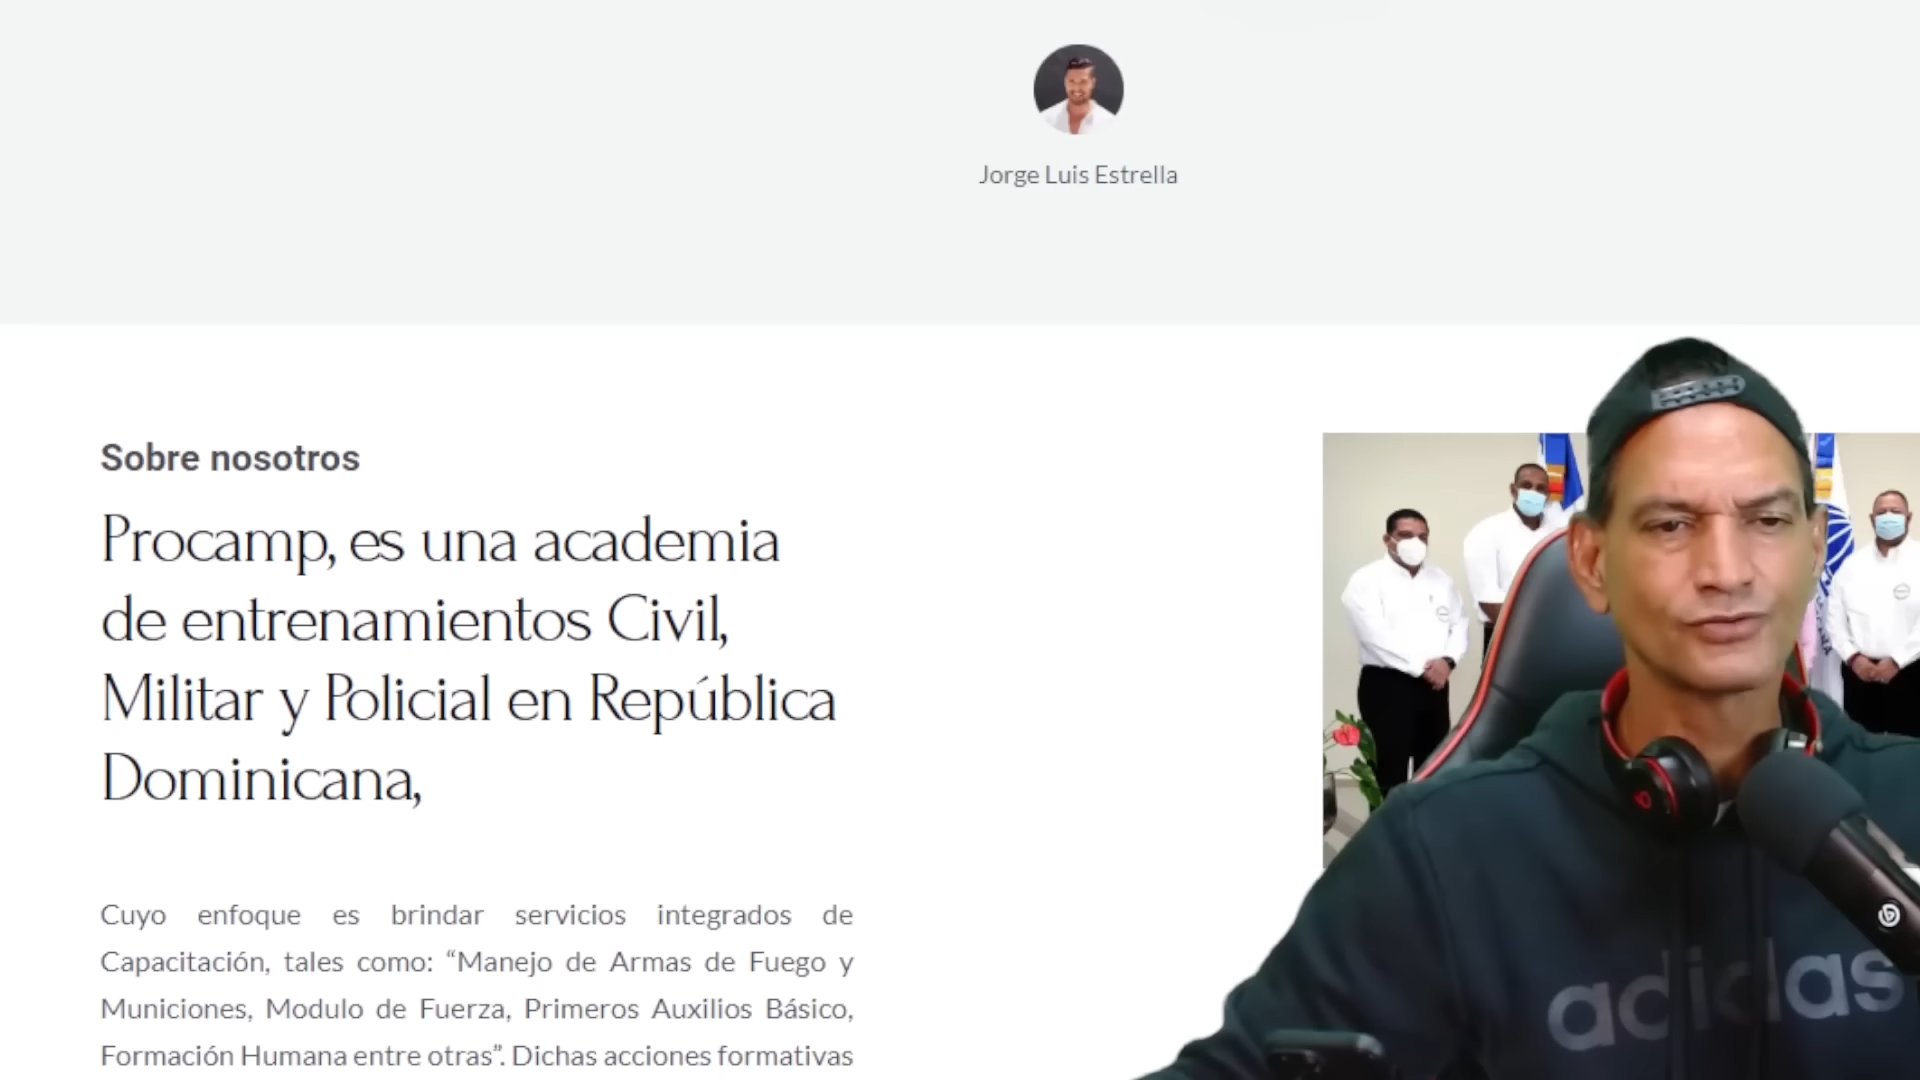 Jorge Luis Estrella
Sobre nosotros
Procamp, es una academia
de entrenamientos Civil,
Militar y Policial en República
Dominicana,
Cuyo enfoque es brindar servicios integrados de
Capacitación, tales como: “Manejo de Armas de Fuego y
Municiones, Modulo de Fuerza, Primeros Auxilios Básico,
Formación Humana entre otras”. Dichas acciones formativas
adidas